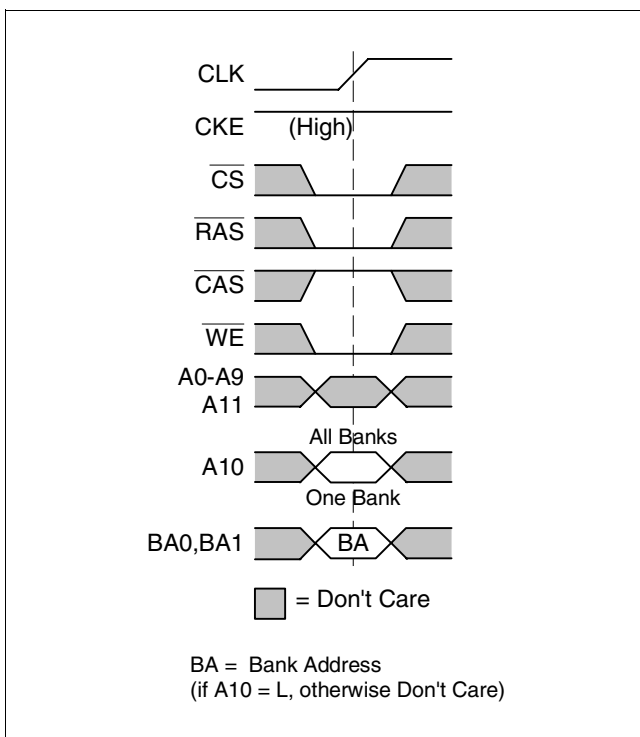 CLK
CKE (High)
CS
RAS
CAS
WE
A0-A9
A11
All Banks
A10
One Bank
BA0,BA1 BA
= Don't Care
BA = Bank Address
(if A10 = L, otherwise Don't Care)